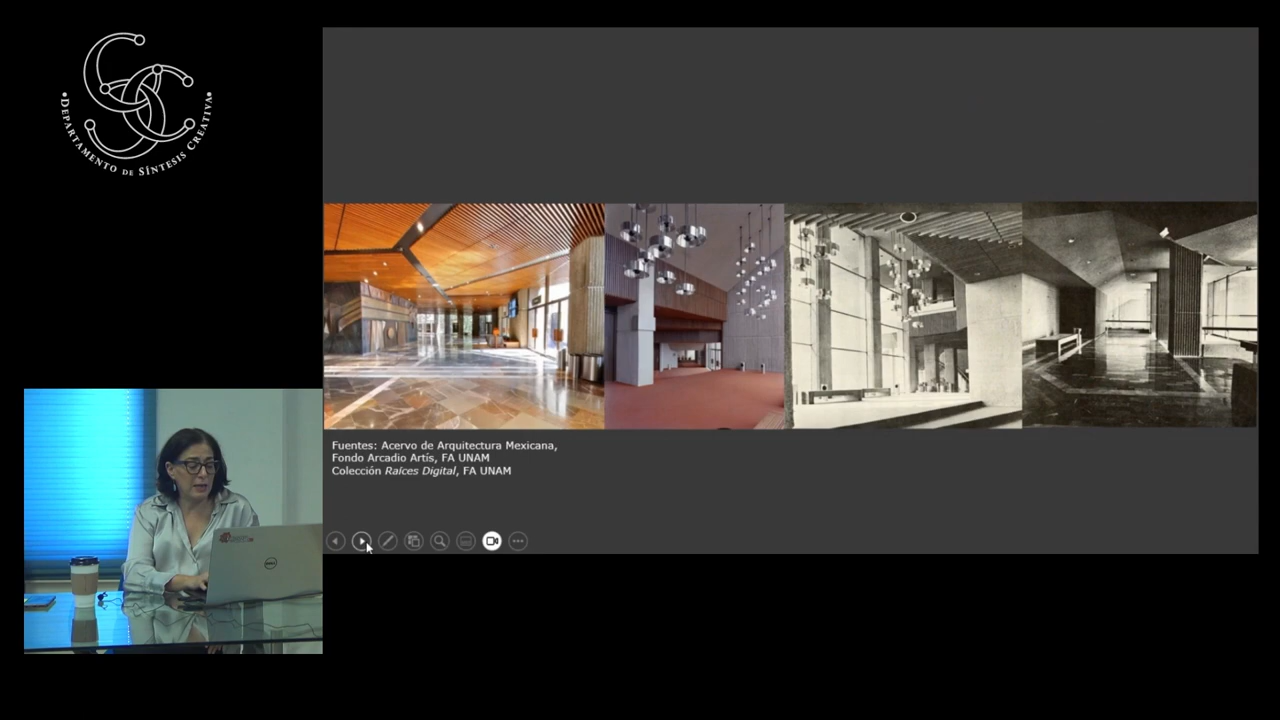 •DEPARTAMENTO DE SÍNTESIS CREATIVA•
Fuentes: Acervo de Arquitectura Mexicana,
Fondo Arcadio Artís, FA UNAM
Colección Raíces Digital, FA UNAM
DELL